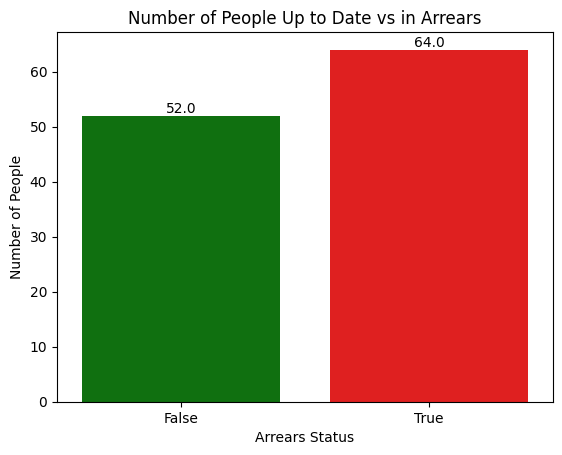 Number of People Up to Date vs in Arrears
64.0
52.0
60
50
40
30
20
10
0
Number of People
False
True
Arrears Status